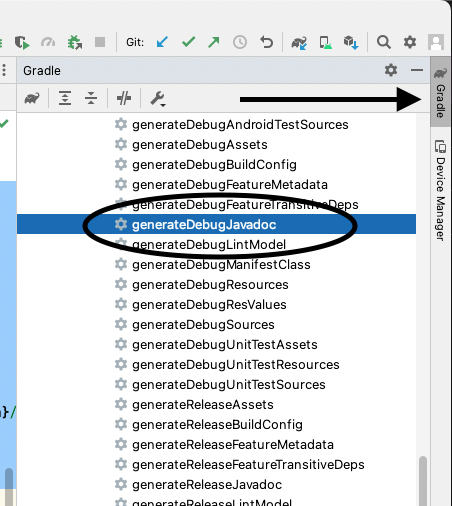 Git:
Gradle
Gradle
Device Manager
generateDebugAndroidTestSources
generateDebugAssets
generateDebugBuildConfig
generateDebugFeatureMetadata
generateDebugFeatureTransitiveDeps
generateDebugJavadoc
generateDebugLintModel
generateDebugManifestClass
generateDebugResources
generateDebugResValues
generateDebugSources
generateDebugUnitTestAssets
generateDebugUnitTestResources
generateDebugUnitTestSources
}/
generateReleaseAssets
generateReleaseBuildConfig
generateReleaseFeatureMetadata
generateReleaseFeatureTransitiveDeps
generateReleaseJavadoc
generateReleaseLintModel